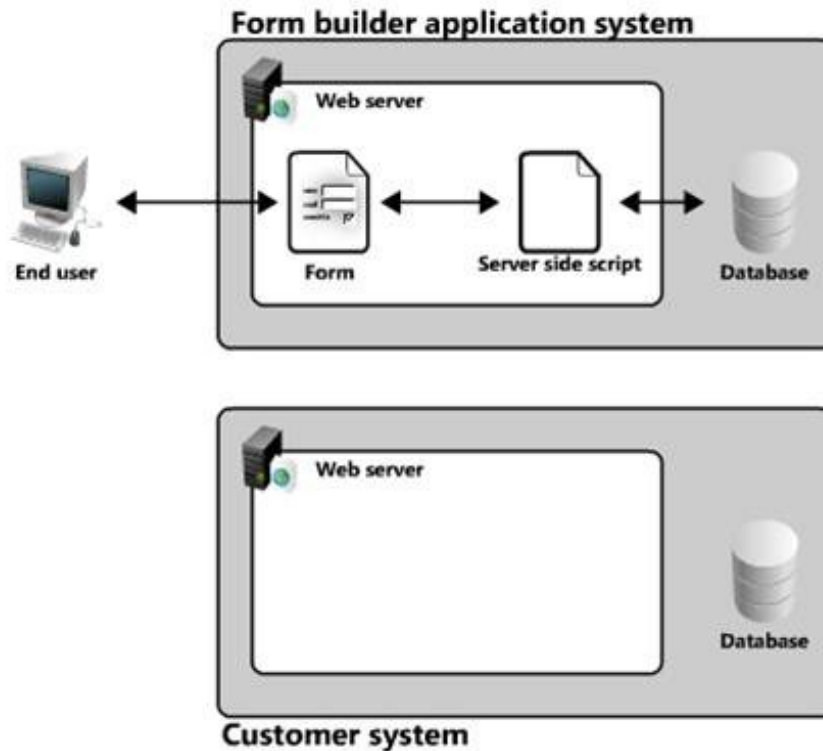 Form builder application system
Web server
End user
Form
Server side script
Database
Web server
Database
Customer system